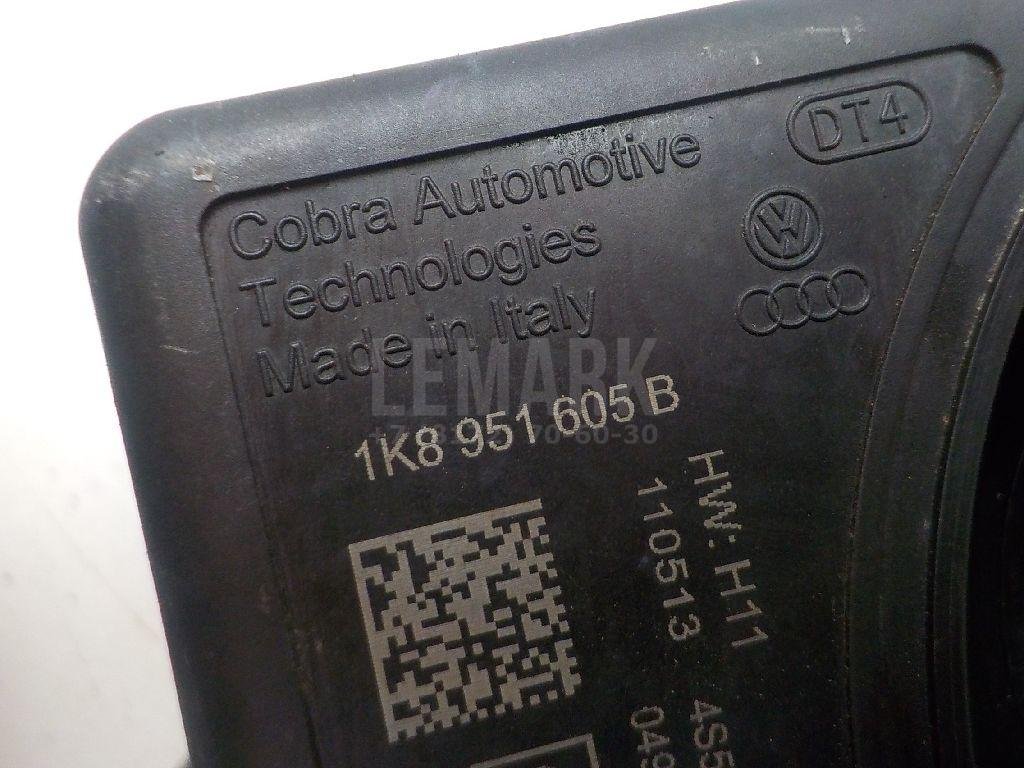 DT4
Cobra Automotive
Technologies
Made in Italy
LEMARK
1K8 951 605 B
HW: H11
110513